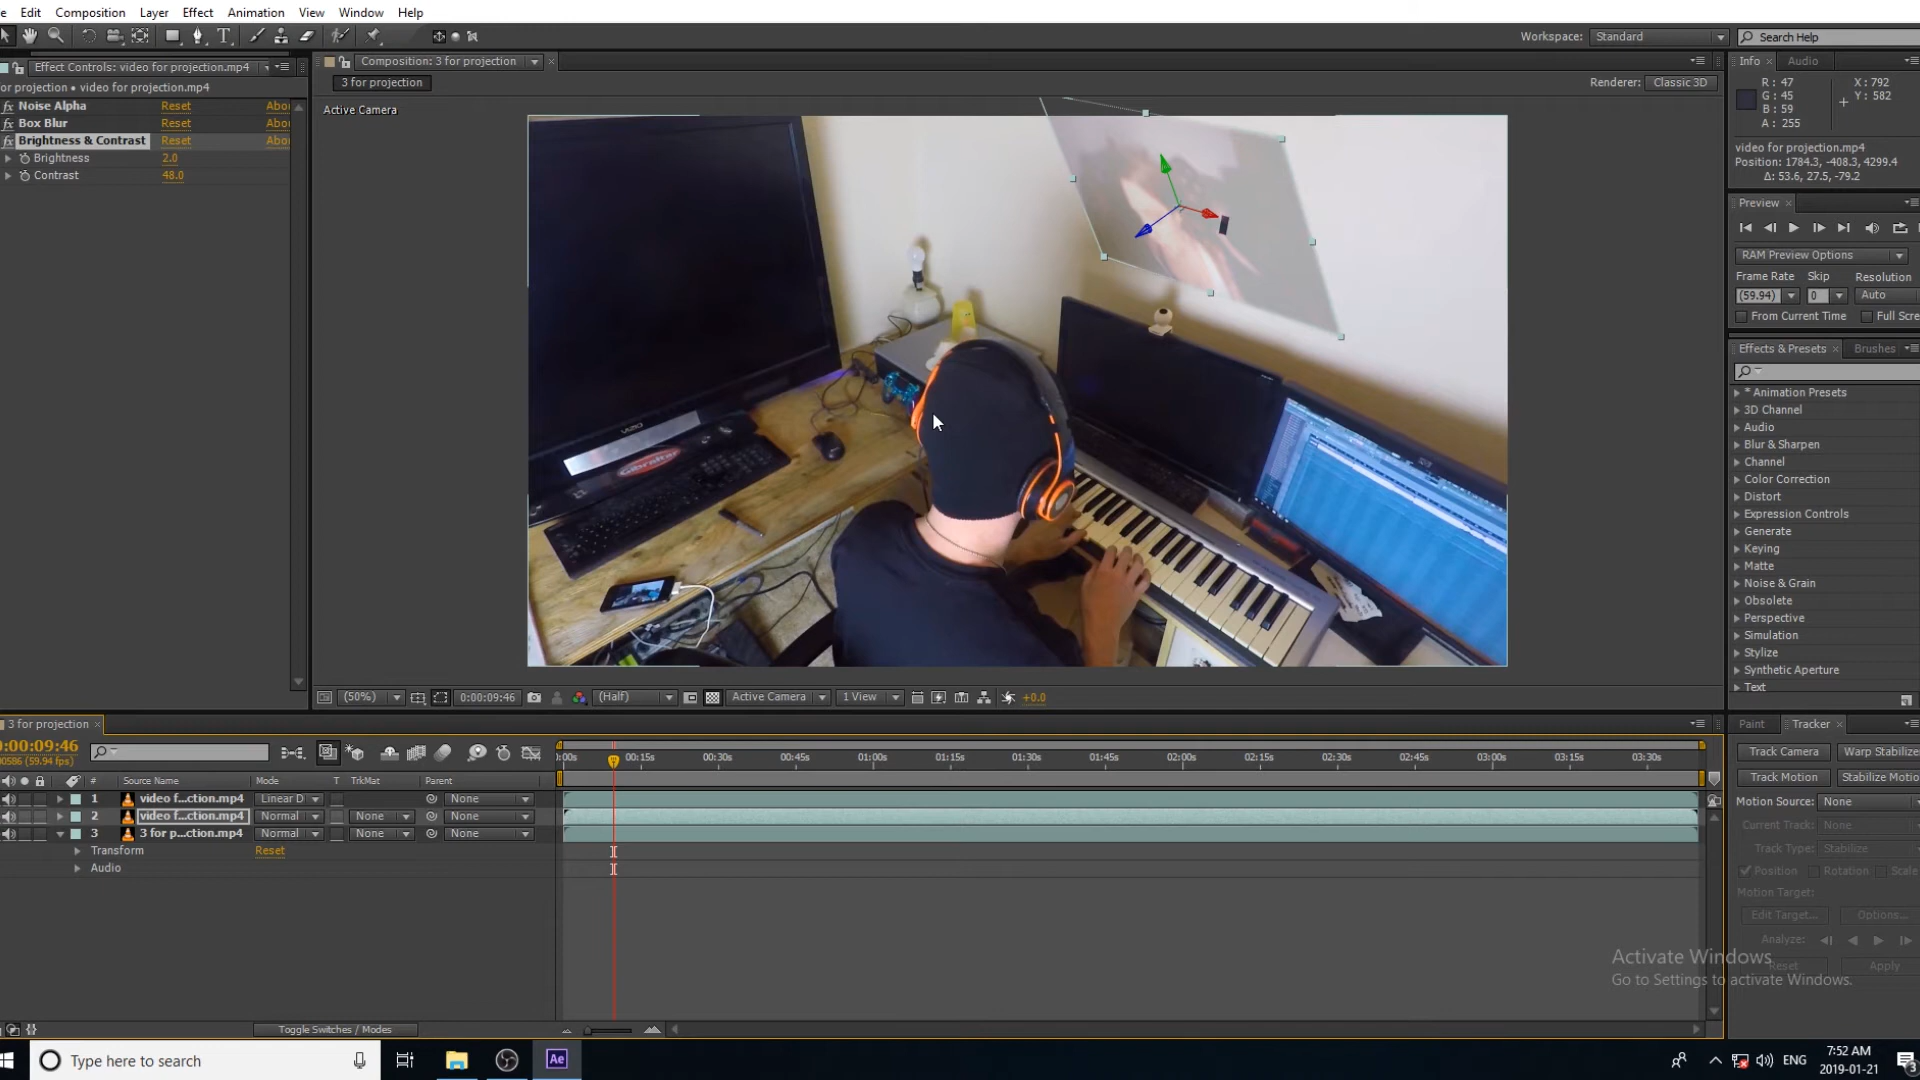 Edit Composition Layer Effect Animation View Window Help
Workspace: Standard Search Help
Effect Controls: video for projection.mp4
or projection • video for projection.mp4
fx Noise Alpha Reset Abou
fx Box Blur Reset Abou
fx Brightness & Contrast Reset Abou
Brightness 2.0
Contrast 48.0
Composition: 3 for projection
3 for projection
Renderer: Classic 3D
Active Camera
VIZIO
Gibraltar
(50%) 0:00:09:46 (Half) Active Camera 1 View +0.0
Info Audio
R: 47 X: 792
G: 45 Y: 582
B: 59
A: 255
video for projection.mp4
Position: 1784.3, -408.3, 4299.4
Δ: 53.6, 27.5, -79.2
Preview
RAM Preview Options
Frame Rate Skip Resolution
(59.94) 0 Auto
From Current Time Full Scre
Effects & Presets Brushes
* Animation Presets
3D Channel
Audio
Blur & Sharpen
Channel
Color Correction
Distort
Expression Controls
Generate
Keying
Matte
Noise & Grain
Obsolete
Perspective
Simulation
Stylize
Synthetic Aperture
Text
3 for projection
0:00:09:46
00586 (59.94 fps)
:00s 00:15s 00:30s 00:45s 01:00s 01:15s 01:30s 01:45s 02:00s 02:15s 02:30s 02:45s 03:00s 03:15s 03:30s
# Source Name Mode T TrkMat Parent
1 video f...ction.mp4 Linear D None
2 video f...ction.mp4 Normal None None
3 3 for p...ction.mp4 Normal None None
Transform Reset
Audio
Toggle Switches / Modes
Paint Tracker
Track Camera Warp Stabilize
Track Motion Stabilize Motio
Motion Source: None
Current Track: None
Track Type: Stabilize
Position Rotation Scale
Motion Target:
Edit Target... Options...
Analyze:
Reset Apply
Activate Windows
Go to Settings to activate Windows.
Type here to search
Ae
ENG
7:52 AM
2019-01-21
3